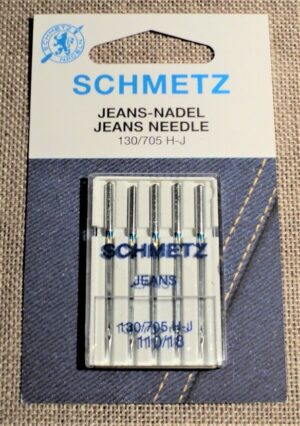 SCHMETZ
JEANS-NADEL
JEANS NEEDLE
130/705 H-J
SCHMETZ
JEANS
130/705 H-J
110/18